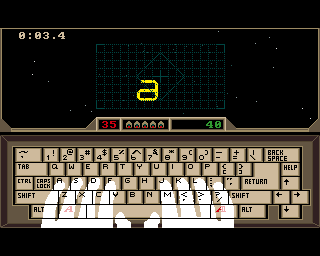 0:03.4
a
35 40
~ ! @ # $ % ^ & * ( ) - + \ BACK SPACE
TAB Q W E R T Y U I O P { } HELP
CTRL CAPS LOCK A S D F G H J K L : " RETURN ↑
SHIFT Z X C V B N M < > ? SHIFT ← →
ALT A A ALT ↓